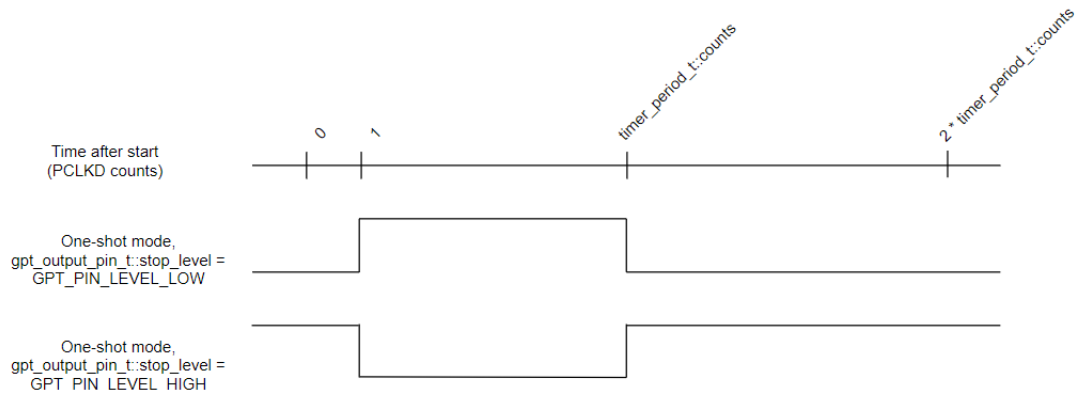 0
1
timer_period_t::counts
2 * timer_period_t::counts
Time after start
(PCLKD counts)
One-shot mode,
gpt_output_pin_t::stop_level =
GPT_PIN_LEVEL_LOW
One-shot mode,
gpt_output_pin_t::stop_level =
GPT_PIN_LEVEL_HIGH